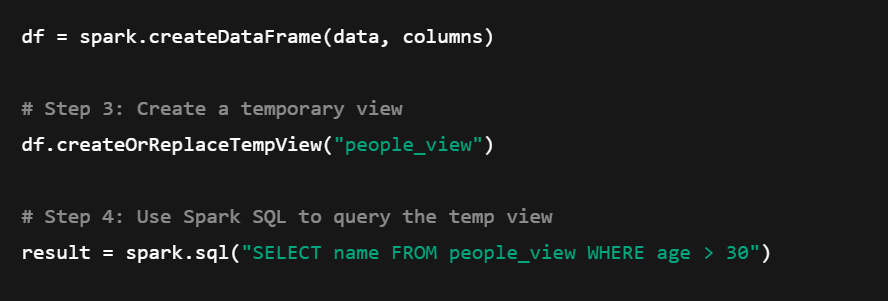 df = spark.createDataFrame(data, columns)
# Step 3: Create a temporary view
df.createOrReplaceTempView("people_view")
# Step 4: Use Spark SQL to query the temp view
result = spark.sql("SELECT name FROM people_view WHERE age > 30")